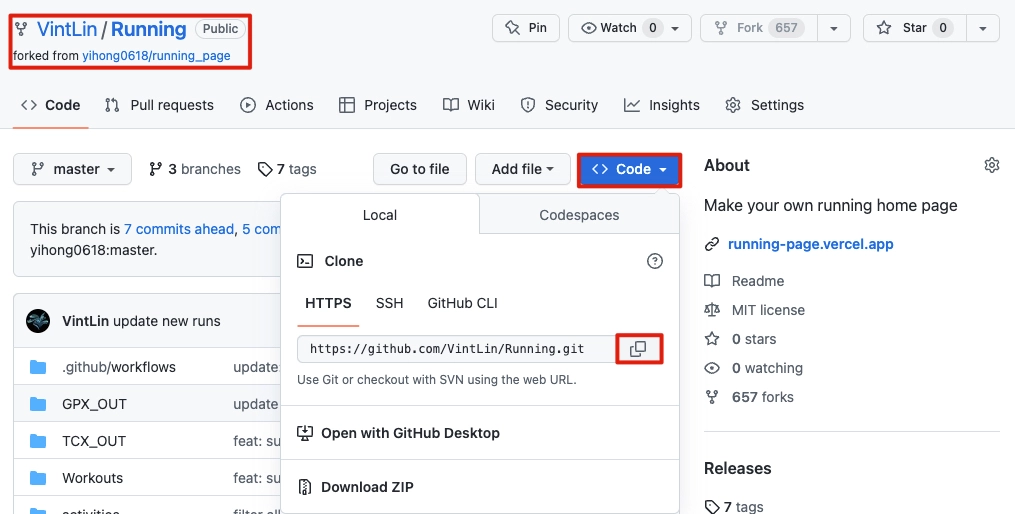 VintLin / Running Public
forked from yihong0618/running_page
Pin
Watch 0
Fork 657
Star 0
Code
Pull requests
Actions
Projects
Wiki
Security
Insights
Settings
master
3 branches
7 tags
Go to file
Add file
Code
This branch is 7 commits ahead, 5 com
yihong0618:master.
VintLin update new runs
.github/workflows update
GPX_OUT update
TCX_OUT feat: su
Workouts feat: su
Local
Codespaces
Clone
HTTPS
SSH
GitHub CLI
https://github.com/VintLin/Running.git
Use Git or checkout with SVN using the web URL.
Open with GitHub Desktop
Download ZIP
About
Make your own running home page
running-page.vercel.app
Readme
MIT license
0 stars
0 watching
657 forks
Releases
7 tags